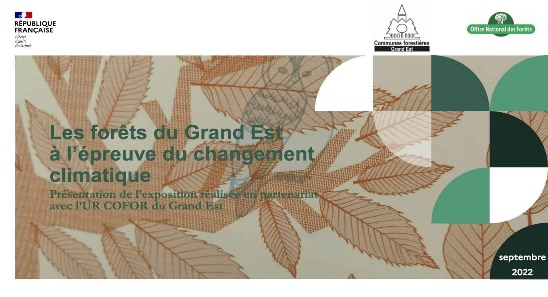 RÉPUBLIQUE
FRANÇAISE
Liberté
Égalité
Fraternité
Communes forestières
Grand Est
Office National des Forêts
Les forêts du Grand Est
à l'épreuve du changement
climatique
Présentation de l'exposition réalisée en partenariat
avec l'UR COFOR du Grand Est
septembre
2022